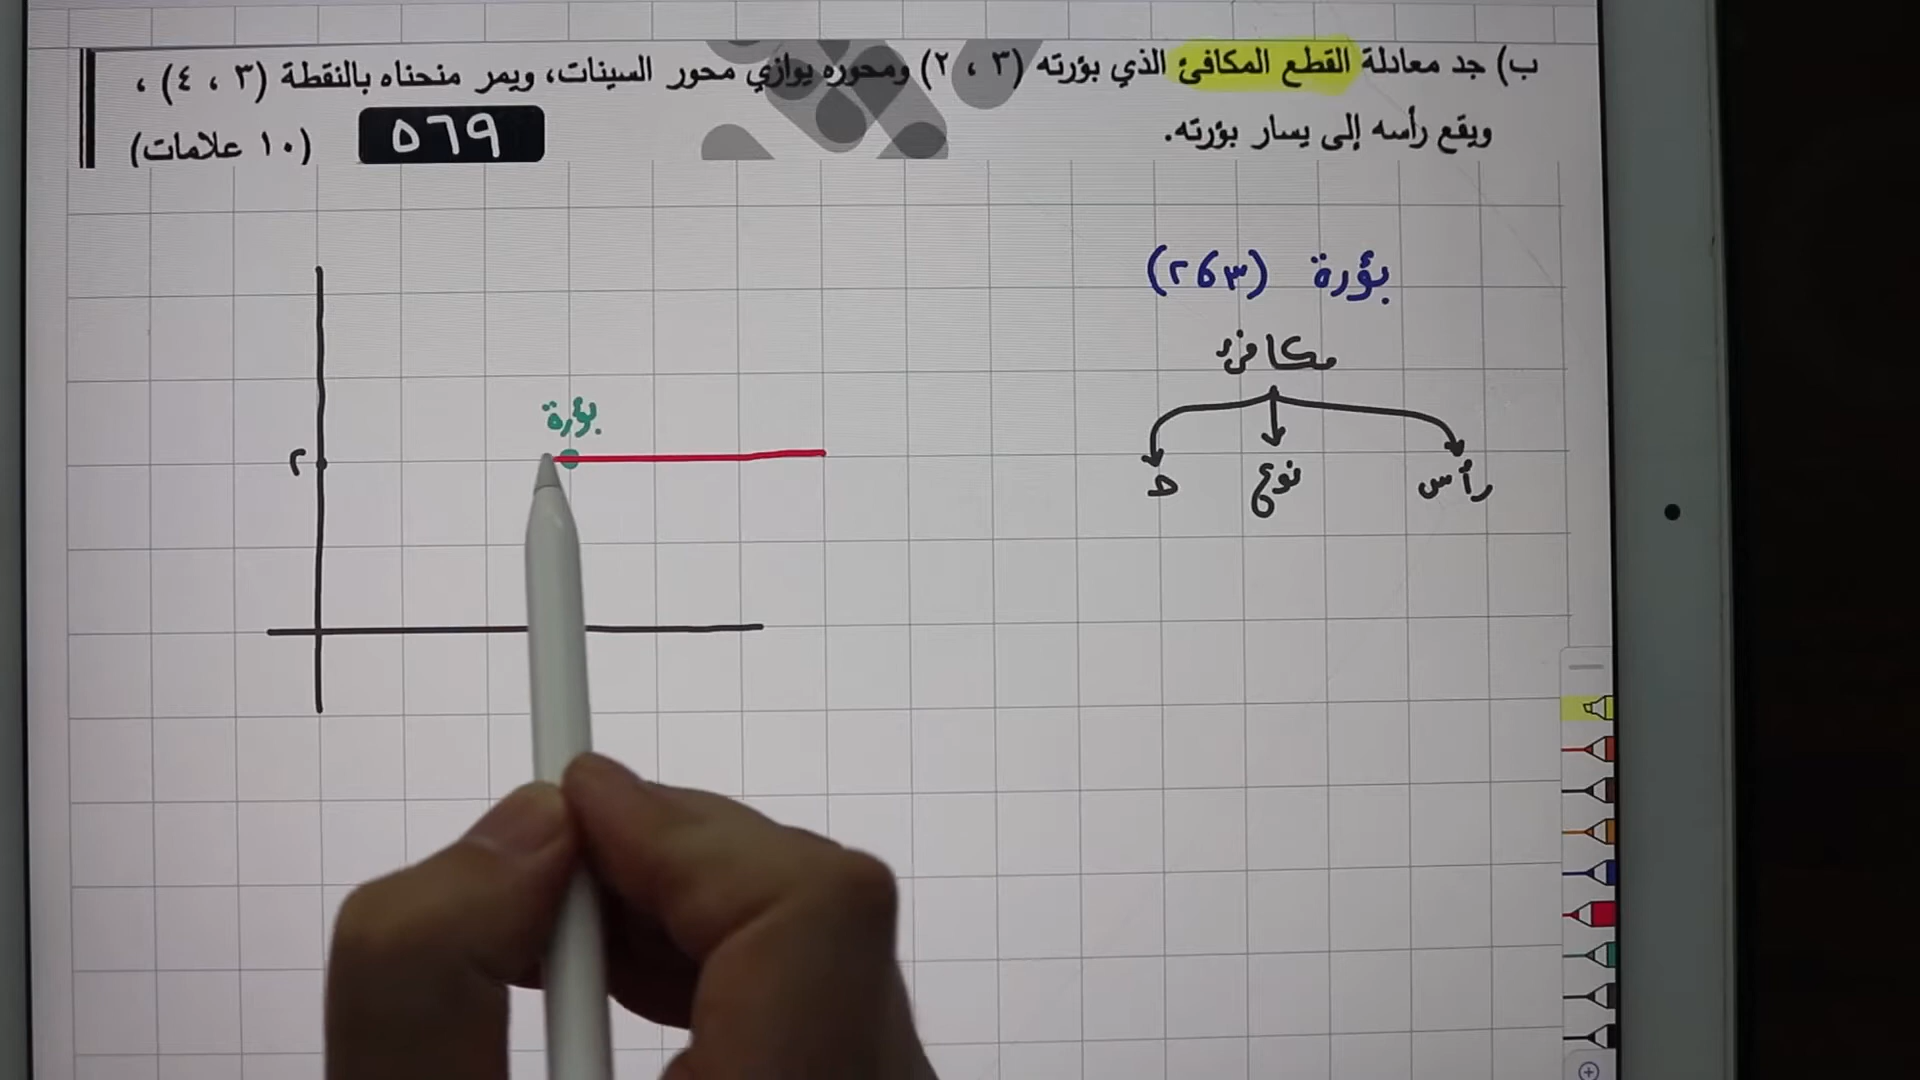 ب) جد معادلة القطع المكافئ الذي بؤرته (٣ ، ٢) ومحوره يوازي محور السينات، ويمر منحناه بالنقطة (٣ ، ٤) ،
ويقع رأسه إلى يسار بؤرته.
٥٦٩
(١٠ علامات)
بؤرة (٣ ، ٢)
مكافئ
رأس نوع حـ
بؤرة
٢